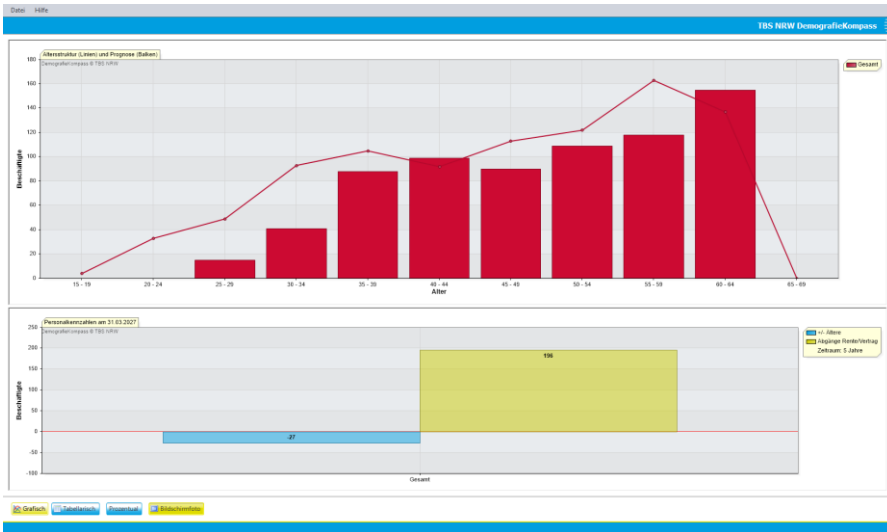 Datei Hilfe
TBS NRW DemografieKompass
Altersstruktur (Linien) und Prognose (Balken)
DemografieKompass © TBS NRW
Gesamt
180
160
140
120
100
80
60
40
20
0
Beschäftigte
15 - 19 20 - 24 25 - 29 30 - 34 35 - 39 40 - 44 45 - 49 50 - 54 55 - 59 60 - 64 65 - 69
Alter
Personalkennzahlen am 31.03.2027
DemografieKompass © TBS NRW
+/- Ältere
Abgänge Rente/Vertrag
Zeitraum: 5 Jahre
250
200
150
100
50
0
-50
-100
Beschäftigte
196
-27
Gesamt
Grafisch Tabellarisch Prozentual Bildschirmfoto